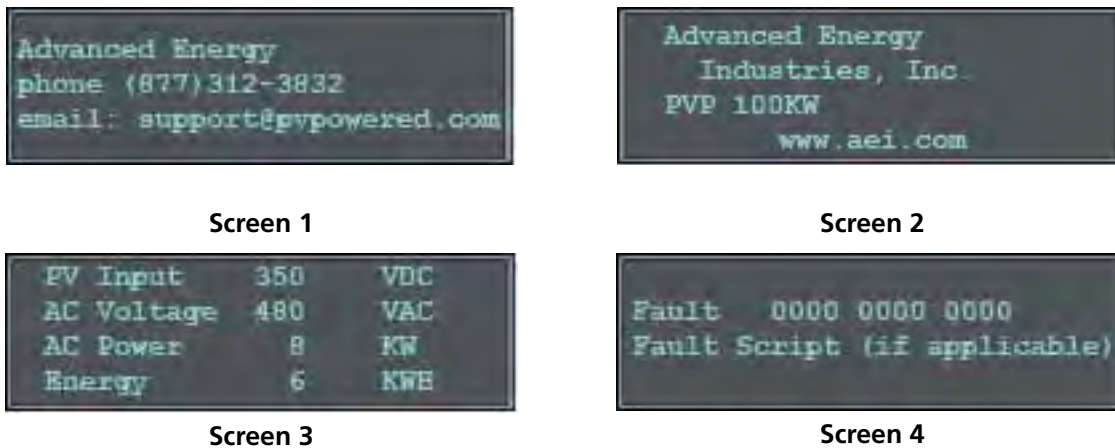 Advanced Energy
phone (877)312-3832
email: support@pvpowered.com
Screen 1
Advanced Energy
Industries, Inc.
PVP 100KW
www.aei.com
Screen 2
PV Input 350 VDC
AC Voltage 480 VAC
AC Power 8 KW
Energy 6 KWH
Screen 3
Fault 0000 0000 0000
Fault Script (if applicable)
Screen 4